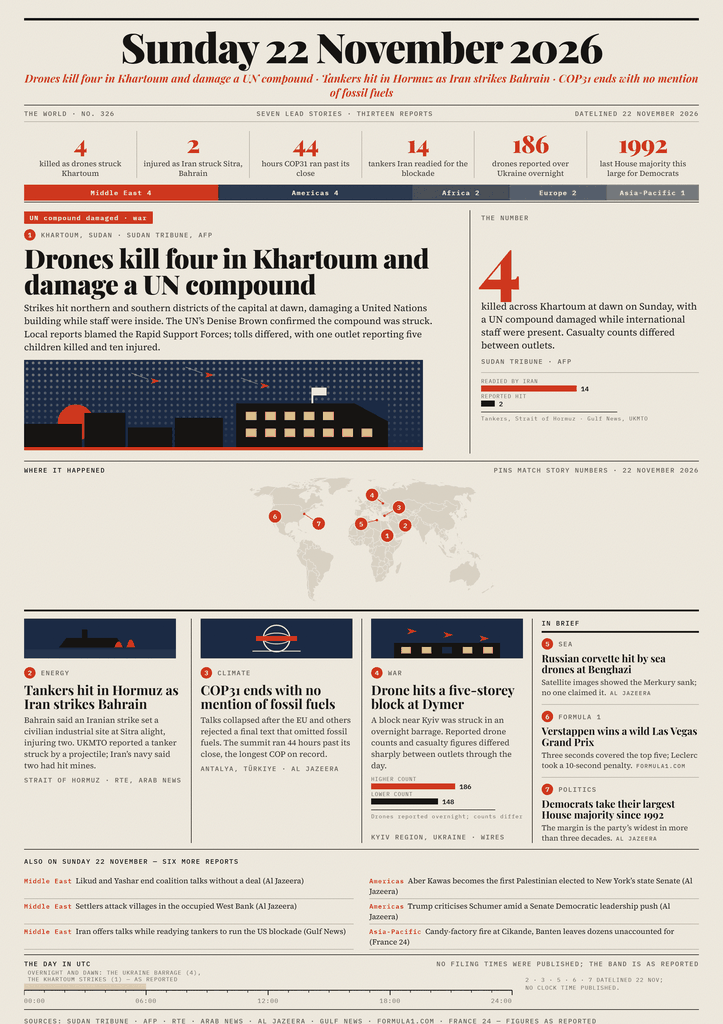 Sunday 22 November 2026
Drones kill four in Khartoum and damage a UN compound · Tankers hit in Hormuz as Iran strikes Bahrain · COP31 ends with no mention
of fossil fuels
THE WORLD · NO. 326
SEVEN LEAD STORIES · THIRTEEN REPORTS
DATELINED 22 NOVEMBER 2026
4
killed as drones struck
Khartoum
2
injured as Iran struck Sitra,
Bahrain
44
hours COP31 ran past its
close
14
tankers Iran readied for the
blockade
186
drones reported over
Ukraine overnight
1992
last House majority this
large for Democrats
Middle East 4
Americas 4
Africa 2
Europe 2
Asia-Pacific 1
UN compound damaged · war
1 KHARTOUM, SUDAN · SUDAN TRIBUNE, AFP
Drones kill four in Khartoum and
damage a UN compound
Strikes hit northern and southern districts of the capital at dawn, damaging a United Nations
building while staff were inside. The UN's Denise Brown confirmed the compound was struck.
Local reports blamed the Rapid Support Forces; tolls differed, with one outlet reporting five
children killed and ten injured.
THE NUMBER
4
killed across Khartoum at dawn on Sunday, with
a UN compound damaged while international
staff were present. Casualty counts differed
between outlets.
SUDAN TRIBUNE · AFP
READIED BY IRAN
14
REPORTED HIT
2
Tankers, Strait of Hormuz · Gulf News, UKMTO
WHERE IT HAPPENED
PINS MATCH STORY NUMBERS · 22 NOVEMBER 2026
4
3
6
7
5
2
1
2 ENERGY
Tankers hit in Hormuz as
Iran strikes Bahrain
Bahrain said an Iranian strike set a
civilian industrial site at Sitra alight,
injuring two. UKMTO reported a tanker
struck by a projectile; Iran's navy said
two had hit mines.
STRAIT OF HORMUZ · RTE, ARAB NEWS
3 CLIMATE
COP31 ends with no
mention of fossil fuels
Talks collapsed after the EU and others
rejected a final text that omitted fossil
fuels. The summit ran 44 hours past its
close, the longest COP on record.
ANTALYA, TÜRKIYE · AL JAZEERA
4 WAR
Drone hits a five-storey
block at Dymer
A block near Kyiv was struck in an
overnight barrage. Reported drone
counts and casualty figures differed
sharply between outlets through the
day.
HIGHER COUNT
186
LOWER COUNT
148
Drones reported overnight; counts differ
KYIV REGION, UKRAINE · WIRES
IN BRIEF
5 SEA
Russian corvette hit by sea
drones at Benghazi
Satellite images showed the Merkury sank;
no one claimed it. AL JAZEERA
6 FORMULA 1
Verstappen wins a wild Las Vegas
Grand Prix
Three seconds covered the top five; Leclerc
took a 10-second penalty. FORMULA1.COM
7 POLITICS
Democrats take their largest
House majority since 1992
The margin is the party's widest in more
than three decades. AL JAZEERA
ALSO ON SUNDAY 22 NOVEMBER — SIX MORE REPORTS
Middle East Likud and Yashar end coalition talks without a deal (Al Jazeera)
Middle East Settlers attack villages in the occupied West Bank (Al Jazeera)
Middle East Iran offers talks while readying tankers to run the US blockade (Gulf News)
Americas Aber Kawas becomes the first Palestinian elected to New York's state Senate (Al
Jazeera)
Americas Trump criticises Schumer amid a Senate Democratic leadership push (Al
Jazeera)
Asia-Pacific Candy-factory fire at Cikande, Banten leaves dozens unaccounted for
(France 24)
THE DAY IN UTC
NO FILING TIMES WERE PUBLISHED; THE BAND IS AS REPORTED
OVERNIGHT AND DAWN: THE UKRAINE BARRAGE (4),
THE KHARTOUM STRIKES (1) — AS REPORTED
00:00
06:00
12:00
18:00
24:00
2 · 3 · 5 · 6 · 7 DATELINED 22 NOV;
NO CLOCK TIME PUBLISHED.
SOURCES: SUDAN TRIBUNE · AFP · RTE · ARAB NEWS · AL JAZEERA · GULF NEWS · FORMULA1.COM · FRANCE 24 — FIGURES AS REPORTED